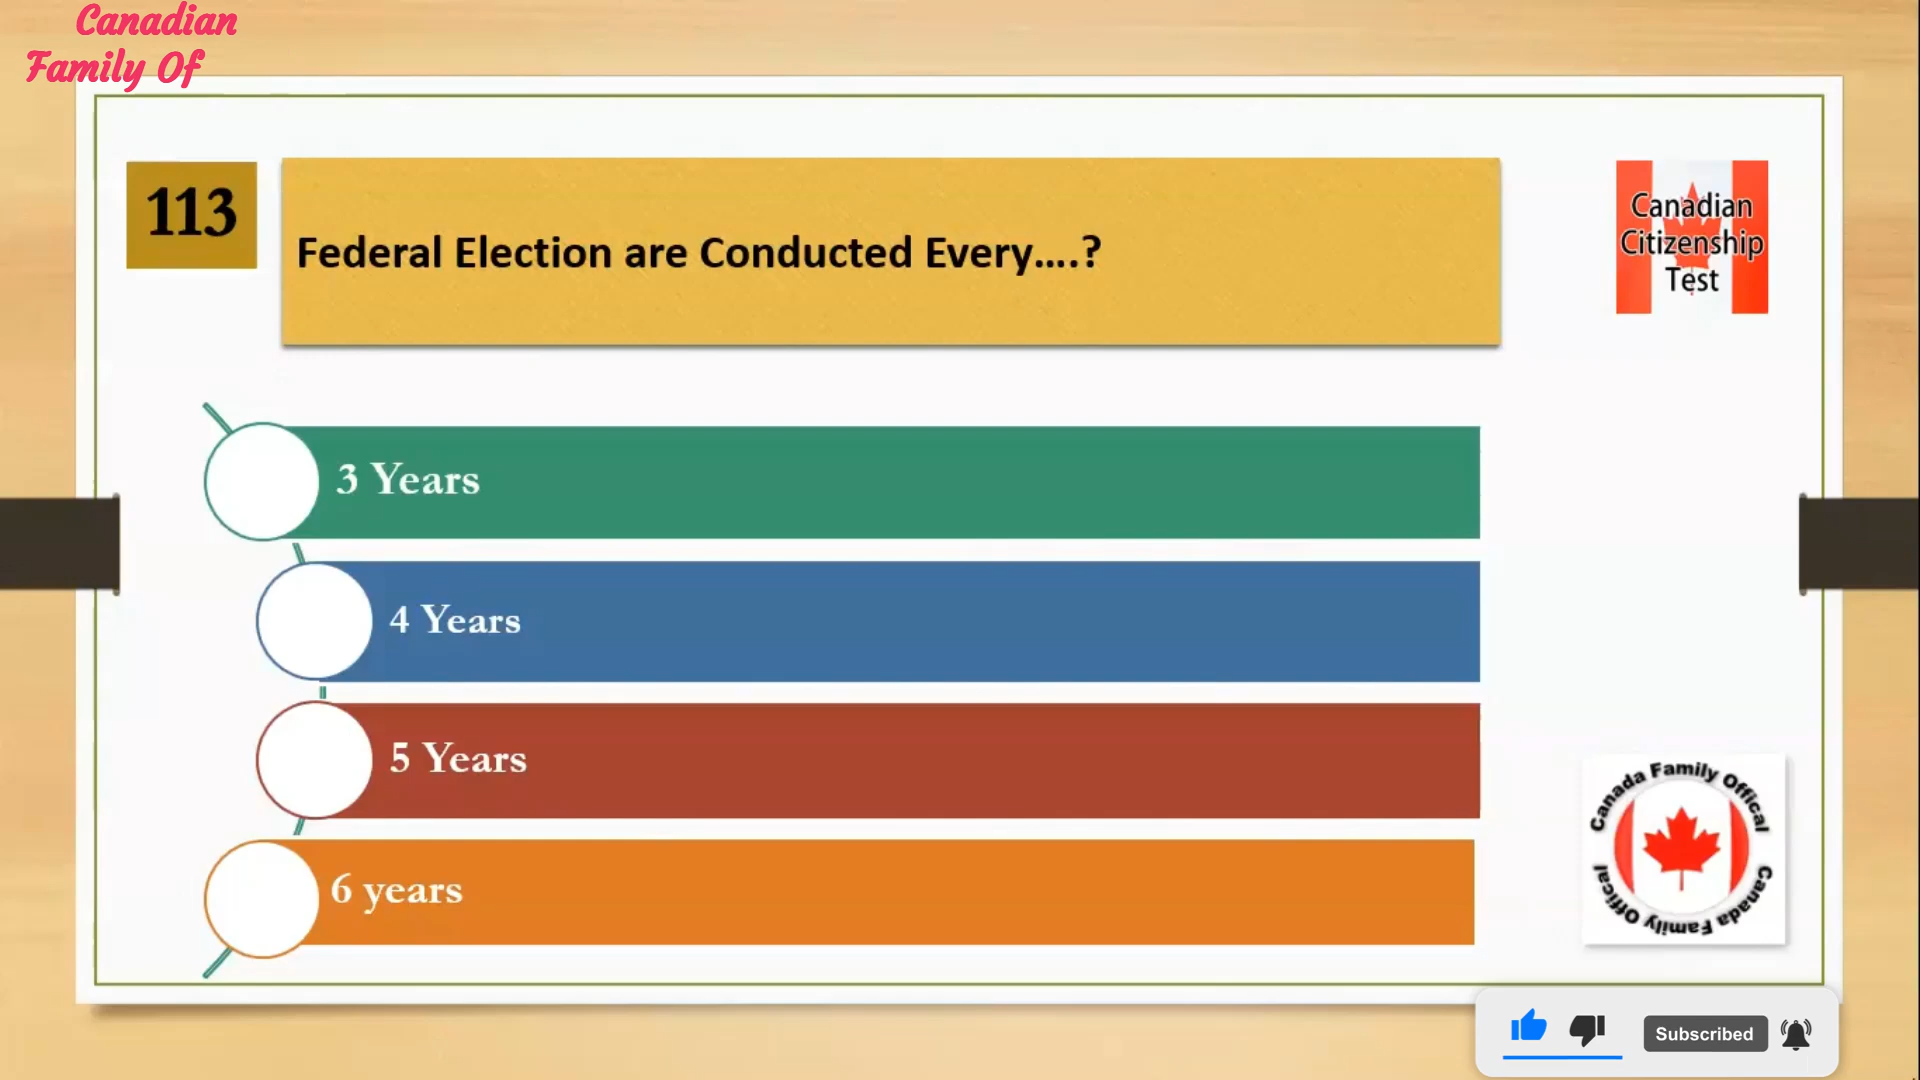 Canadian
Family Of
113
Federal Election are Conducted Every....?
Canadian
Citizenship
Test
3 Years
4 Years
5 Years
6 years
Canada Family Offical
Canada Family Offical
Subscribed